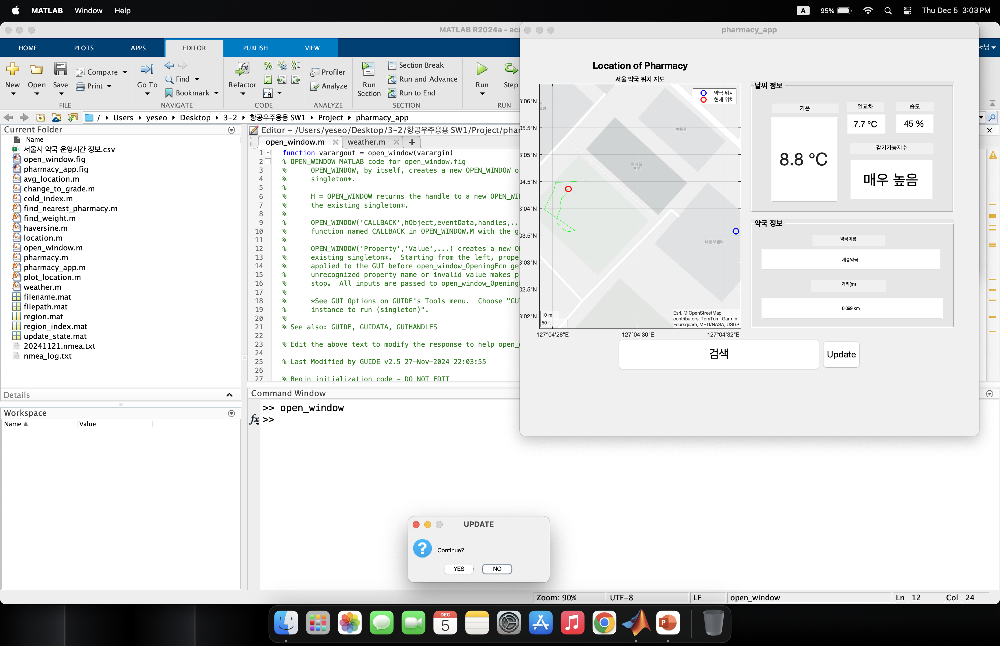 MATLAB Window Help
A 95% Thu Dec 5 3:03 PM
MATLAB R2024a - aca
HOME PLOTS APPS EDITOR PUBLISH VIEW
서님
New Open Save Compare Print
FILE
Go To Find Bookmark
NAVIGATE
Refactor
CODE
Profiler Analyze
ANALYZE
Run Section Section Break Run and Advance Run to End
SECTION
Run Step
RUN
/ Users yeseo Desktop 3-2 항공우주응용 SW1 Project pharmacy_app
Current Folder
Name
서울시 약국 운영시간 정보.csv
open_window.fig
pharmacy_app.fig
avg_location.m
change_to_grade.m
cold_index.m
find_nearest_pharmacy.m
find_weight.m
haversine.m
location.m
open_window.m
pharmacy.m
pharmacy_app.m
plot_location.m
weather.m
filename.mat
filepath.mat
region.mat
region_index.mat
update_state.mat
20241121.nmea.txt
nmea_log.txt
Details
Workspace
Name Value
Editor - /Users/yeseo/Desktop/3-2/항공우주응용 SW1/Project/phar
open_window.m weather.m +
1 function varargout = open_window(varargin)
2 % OPEN_WINDOW MATLAB code for open_window.fig
3 % OPEN_WINDOW, by itself, creates a new OPEN_WINDOW o
4 % singleton*.
5 %
6 % H = OPEN_WINDOW returns the handle to a new OPEN_WI
7 % the existing singleton*.
8 %
9 % OPEN_WINDOW('CALLBACK',hObject,eventData,handles,..
10 % function named CALLBACK in OPEN_WINDOW.M with the g
11 %
12 % OPEN_WINDOW('Property','Value',...) creates a new O
13 % existing singleton*. Starting from the left, prope
14 % applied to the GUI before open_window_OpeningFcn ge
15 % unrecognized property name or invalid value makes p
16 % stop. All inputs are passed to open_window_Opening
17 %
18 % *See GUI Options on GUIDE's Tools menu. Choose "GU
19 % instance to run (singleton)".
20 %
21 % See also: GUIDE, GUIDATA, GUIHANDLES
22
23 % Edit the above text to modify the response to help open_w
24
25 % Last Modified by GUIDE v2.5 27-Nov-2024 22:03:55
26
27 % Begin initialization code - DO NOT EDIT
Command Window
>> open_window
fx >>
pharmacy_app
Location of Pharmacy
서울 약국 위치 지도
약국 위치
현재 위치
3'06"N
05.5"N
3'05"N
04.5"N
3'04"N
03.5"N
3'03"N
02.5"N
3'02"N
보원
박물관
아사달
연못
대양AI센터
10 m
50 ft
Esri, © OpenStreetMap
contributors, TomTom, Garmin,
Foursquare, METI/NASA, USGS
127°04'28"E 127°04'30"E 127°04'32"E
날씨 정보
기온 일교차 습도
8.8 °C 7.7 °C 45 %
감기가능지수
매우 높음
약국 정보
약국이름
세종약국
거리(m)
0.099 km
검색 Update
UPDATE
Continue?
YES NO
Zoom: 90% UTF-8 LF open_window Ln 12 Col 24
DEC
5
P